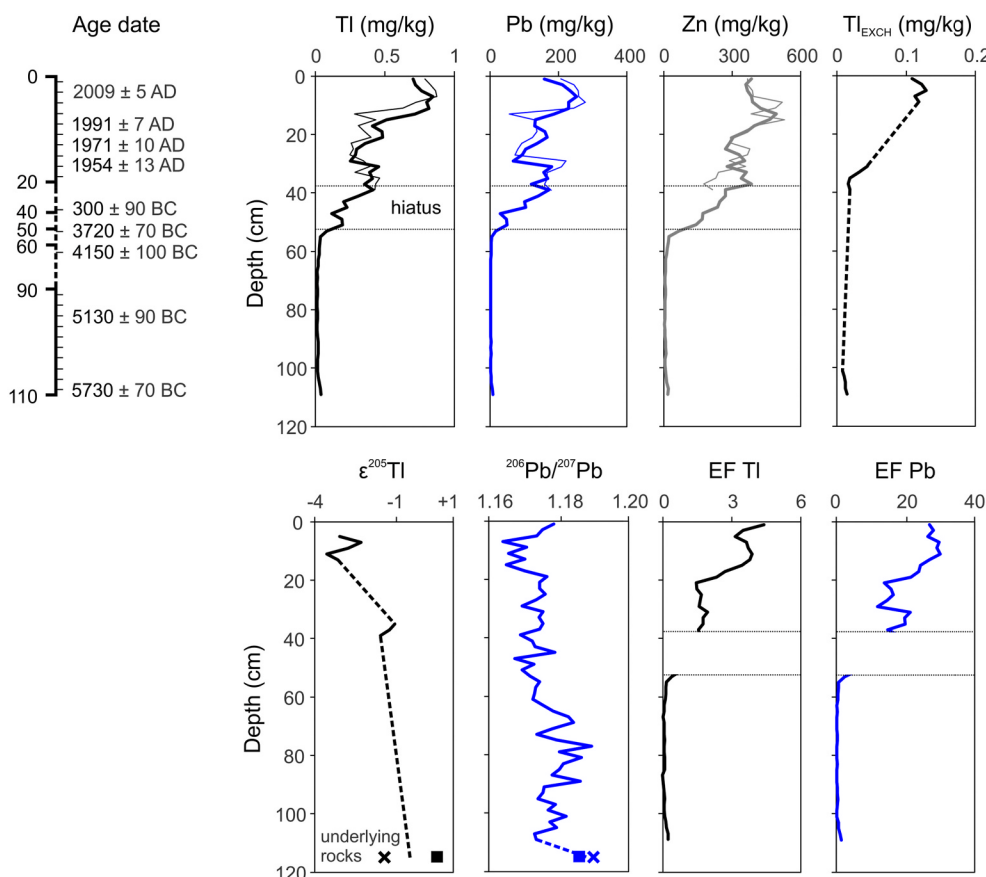 Age date
Tl (mg/kg)
Pb (mg/kg)
Zn (mg/kg)
Tl_EXCH (mg/kg)
0 0.5 1
0 200 400
0 300 600
0 0.1 0.2
0
20
40
50
60
90
110
2009 ± 5 AD
1991 ± 7 AD
1971 ± 10 AD
1954 ± 13 AD
300 ± 90 BC
3720 ± 70 BC
4150 ± 100 BC
5130 ± 90 BC
5730 ± 70 BC
Depth (cm)
0
20
40
60
80
100
120
hiatus
ε²⁰⁵Tl
²⁰⁶Pb/²⁰⁷Pb
EF Tl
EF Pb
-4 -1 +1
1.16 1.18 1.20
0 3 6
0 20 40
Depth (cm)
0
20
40
60
80
100
120
underlying
rocks